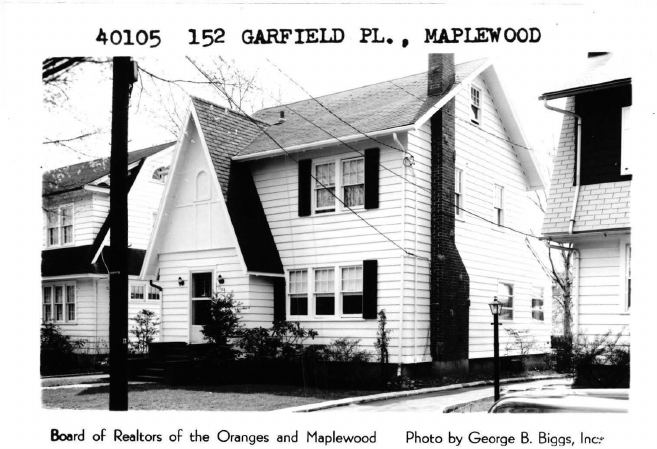 40105 152 GARFIELD PL., MAPLEWOOD
Board of Realtors of the Oranges and Maplewood Photo by George B. Biggs, Inc.